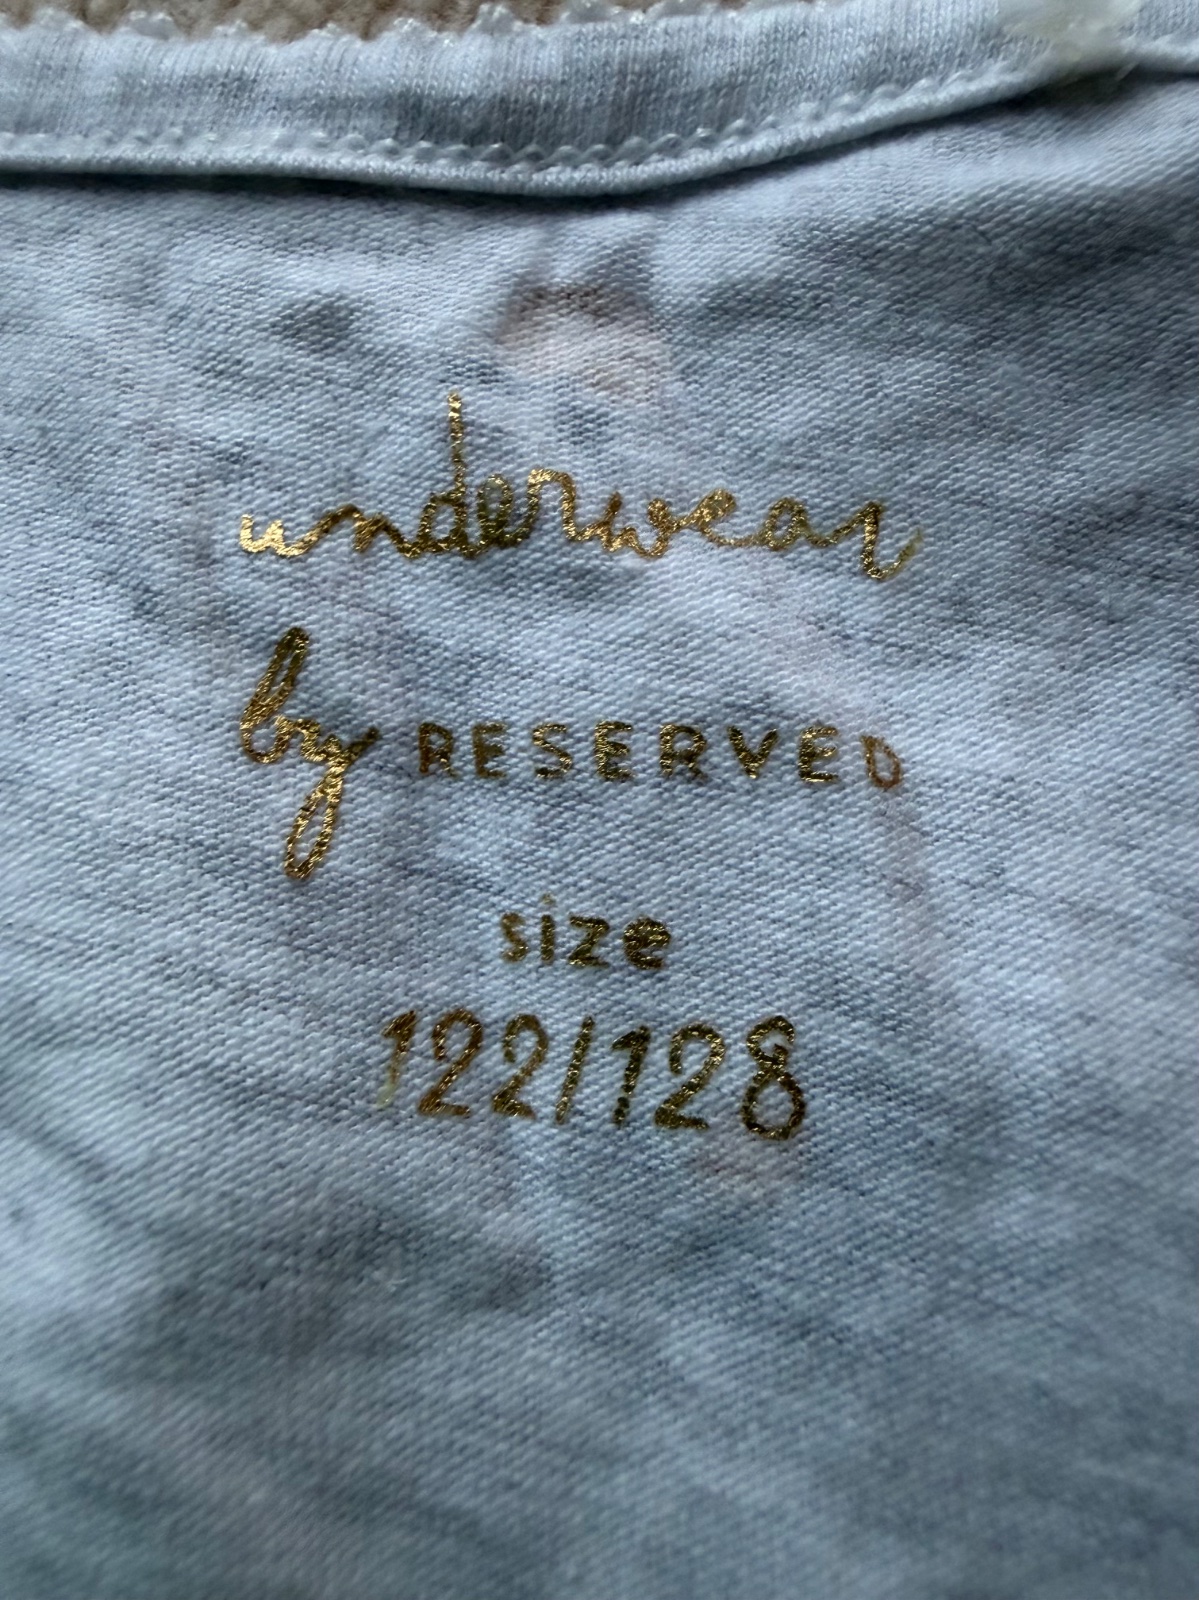 underwear
by RESERVED
size
122/128